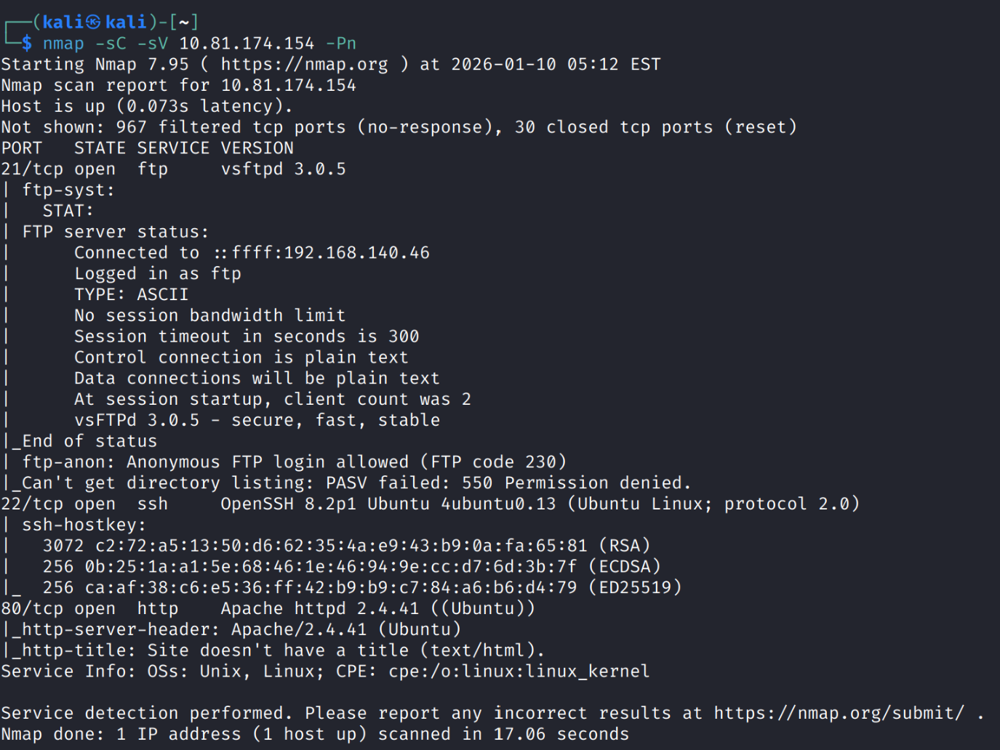 ┌──(kali㉿kali)-[~]
└─$ nmap -sC -sV 10.81.174.154 -Pn
Starting Nmap 7.95 ( https://nmap.org ) at 2026-01-10 05:12 EST
Nmap scan report for 10.81.174.154
Host is up (0.073s latency).
Not shown: 967 filtered tcp ports (no-response), 30 closed tcp ports (reset)
PORT   STATE SERVICE VERSION
21/tcp open  ftp     vsftpd 3.0.5
| ftp-syst:
|   STAT:
| FTP server status:
|      Connected to ::ffff:192.168.140.46
|      Logged in as ftp
|      TYPE: ASCII
|      No session bandwidth limit
|      Session timeout in seconds is 300
|      Control connection is plain text
|      Data connections will be plain text
|      At session startup, client count was 2
|      vsFTPd 3.0.5 - secure, fast, stable
|_End of status
| ftp-anon: Anonymous FTP login allowed (FTP code 230)
|_Can't get directory listing: PASV failed: 550 Permission denied.
22/tcp open  ssh     OpenSSH 8.2p1 Ubuntu 4ubuntu0.13 (Ubuntu Linux; protocol 2.0)
| ssh-hostkey:
|   3072 c2:72:a5:13:50:d6:62:35:4a:e9:43:b9:0a:fa:65:81 (RSA)
|   256 0b:25:1a:a1:5e:68:46:1e:46:94:9e:cc:d7:6d:3b:7f (ECDSA)
|_  256 ca:af:38:c6:e5:36:ff:42:b9:b9:c7:84:a6:b6:d4:79 (ED25519)
80/tcp open  http    Apache httpd 2.4.41 ((Ubuntu))
|_http-server-header: Apache/2.4.41 (Ubuntu)
|_http-title: Site doesn't have a title (text/html).
Service Info: OSs: Unix, Linux; CPE: cpe:/o:linux:linux_kernel

Service detection performed. Please report any incorrect results at https://nmap.org/submit/ .
Nmap done: 1 IP address (1 host up) scanned in 17.06 seconds